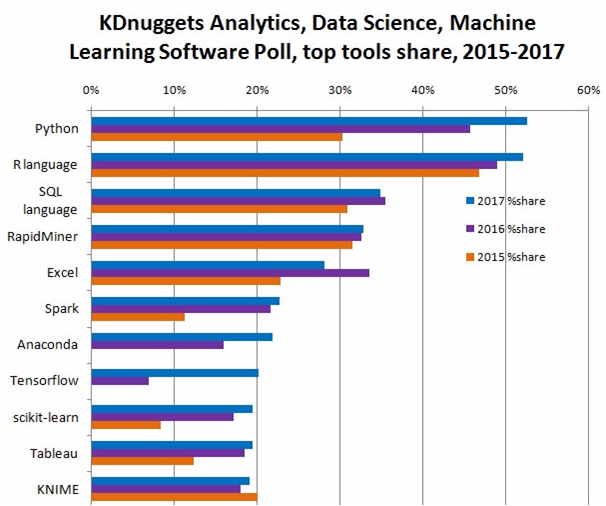 KDnuggets Analytics, Data Science, Machine
Learning Software Poll, top tools share, 2015-2017
0% 10% 20% 30% 40% 50% 60%
Python
R language
SQL
language
RapidMiner
Excel
Spark
Anaconda
Tensorflow
scikit-learn
Tableau
KNIME
2017 %share
2016 %share
2015 %share